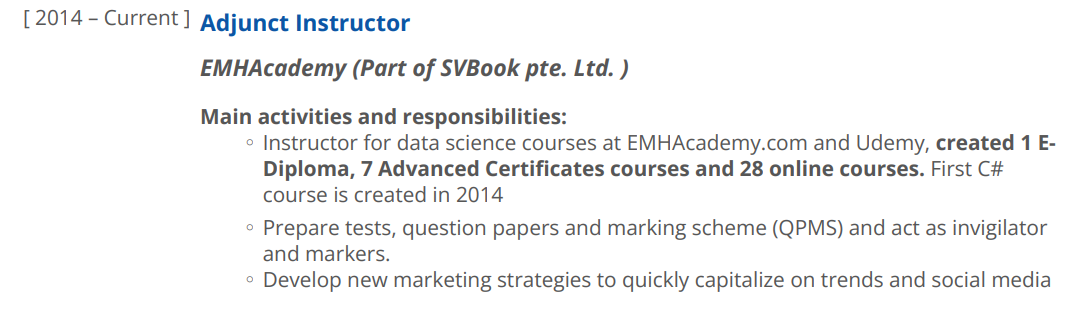 [ 2014 – Current ] Adjunct Instructor
EMHAcademy (Part of SVBook pte. Ltd. )
Main activities and responsibilities:
◦ Instructor for data science courses at EMHAcademy.com and Udemy, created 1 E-
Diploma, 7 Advanced Certificates courses and 28 online courses. First C#
course is created in 2014
◦ Prepare tests, question papers and marking scheme (QPMS) and act as invigilator
and markers.
◦ Develop new marketing strategies to quickly capitalize on trends and social media